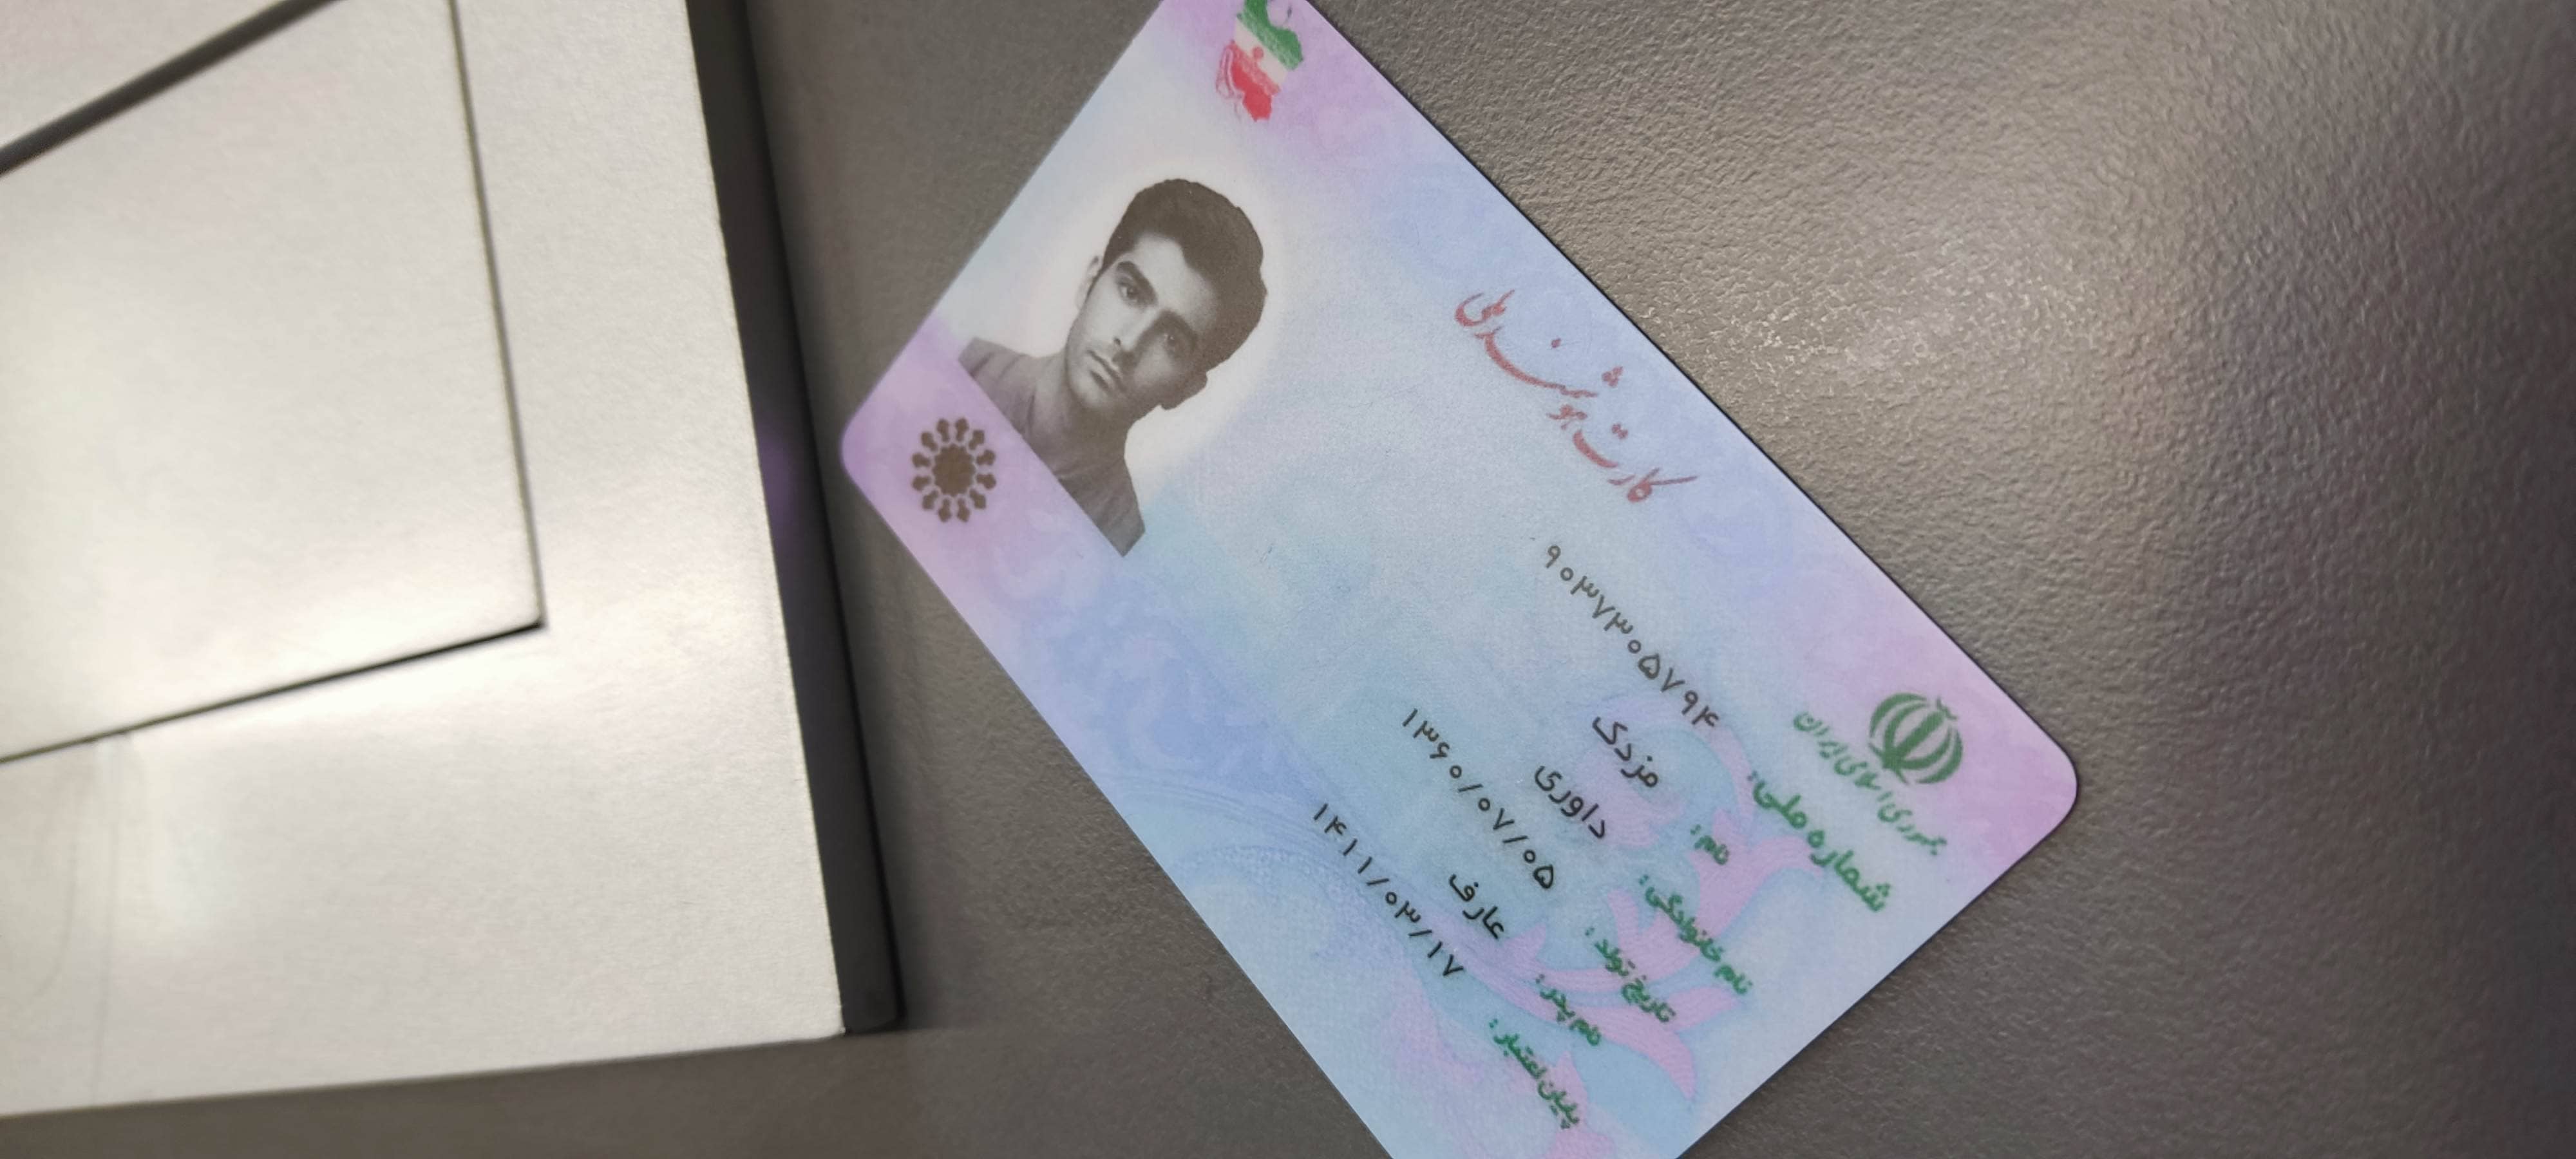 جمهوری اسلامی ایران
کارت هوشمند ملی
شماره ملی: ۹۰۳۷۳۰۵۷۹۴
نام: مزدک
نام خانوادگی: داوری
تاریخ تولد: ۱۳۶۰/۰۷/۰۵
نام پدر: عارف
پایان اعتبار: ۱۴۱۱/۰۳/۱۷